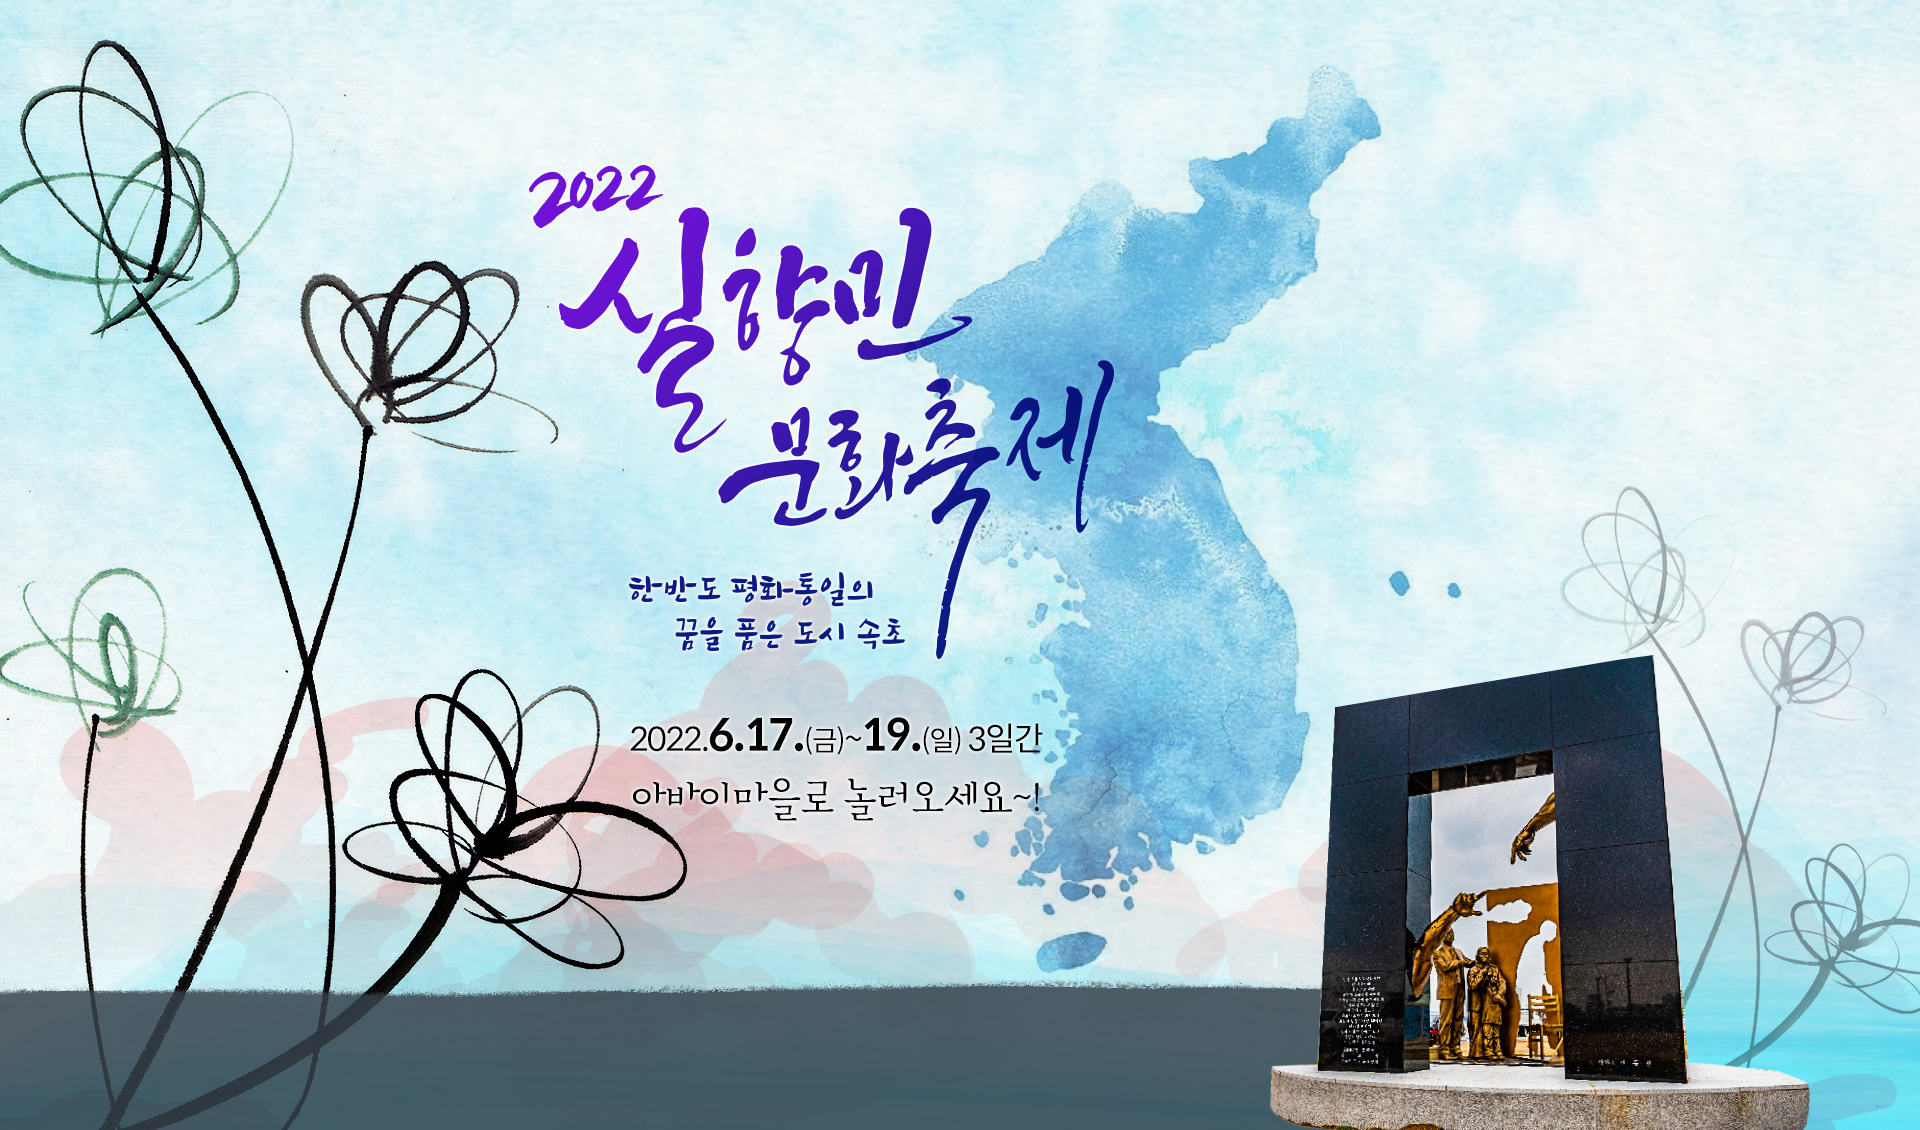 2022
실향민
문화축제
한반도 평화통일의
꿈을 품은 도시 속초
2022.6.17.(금)~19.(일) 3일간
아바이마을로 놀러오세요~!